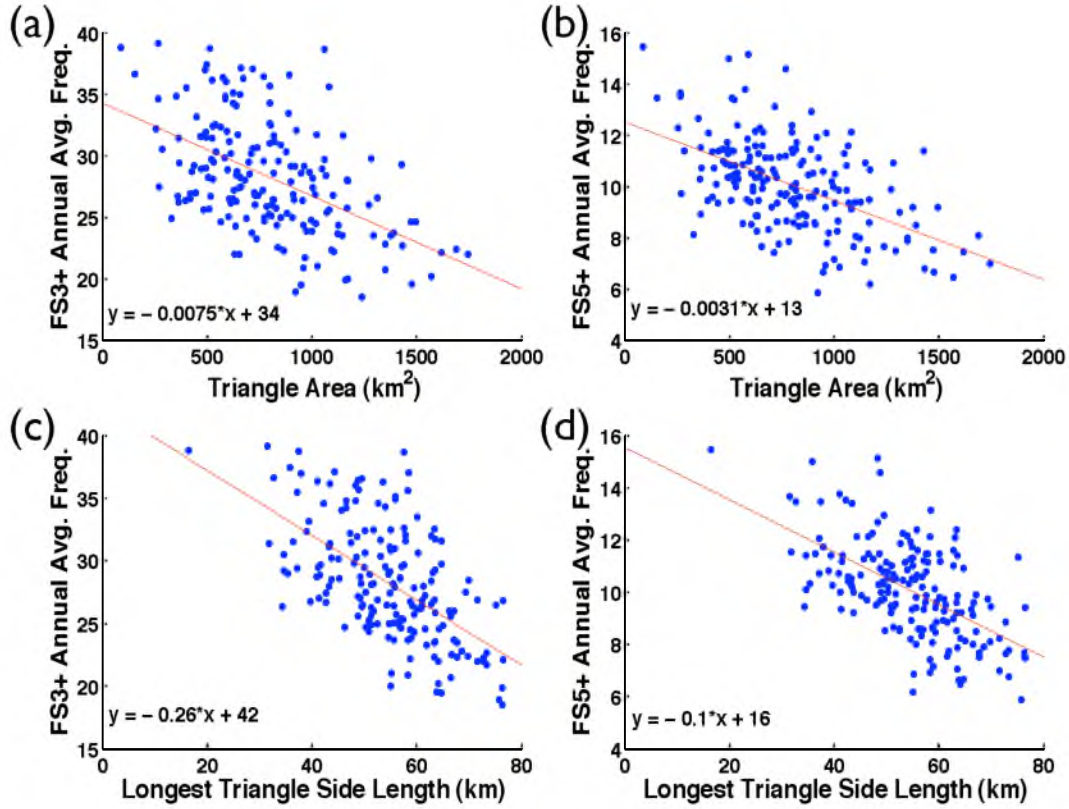 (a)
FS3+ Annual Avg. Freq.
40
35
30
25
20
15
y = − 0.0075*x + 34
0 500 1000 1500 2000
Triangle Area (km²)
(b)
FS5+ Annual Avg. Freq.
16
14
12
10
8
6
4
y = − 0.0031*x + 13
0 500 1000 1500 2000
Triangle Area (km²)
(c)
FS3+ Annual Avg. Freq.
40
35
30
25
20
15
y = − 0.26*x + 42
0 20 40 60 80
Longest Triangle Side Length (km)
(d)
FS5+ Annual Avg. Freq.
16
14
12
10
8
6
4
y = − 0.1*x + 16
0 20 40 60 80
Longest Triangle Side Length (km)